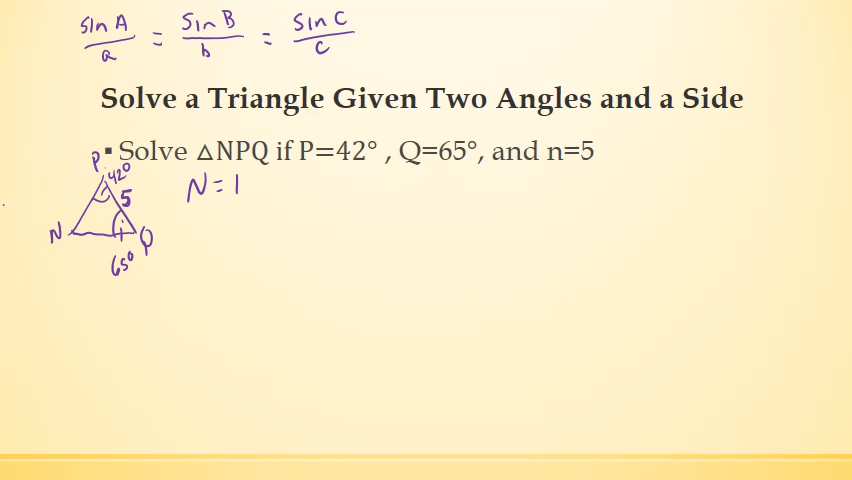 sin A / a = sin B / b = sin C / c
Solve a Triangle Given Two Angles and a Side
▪ Solve △NPQ if P=42° , Q=65°, and n=5
P
42°
5
N = 1
N
Q
65°